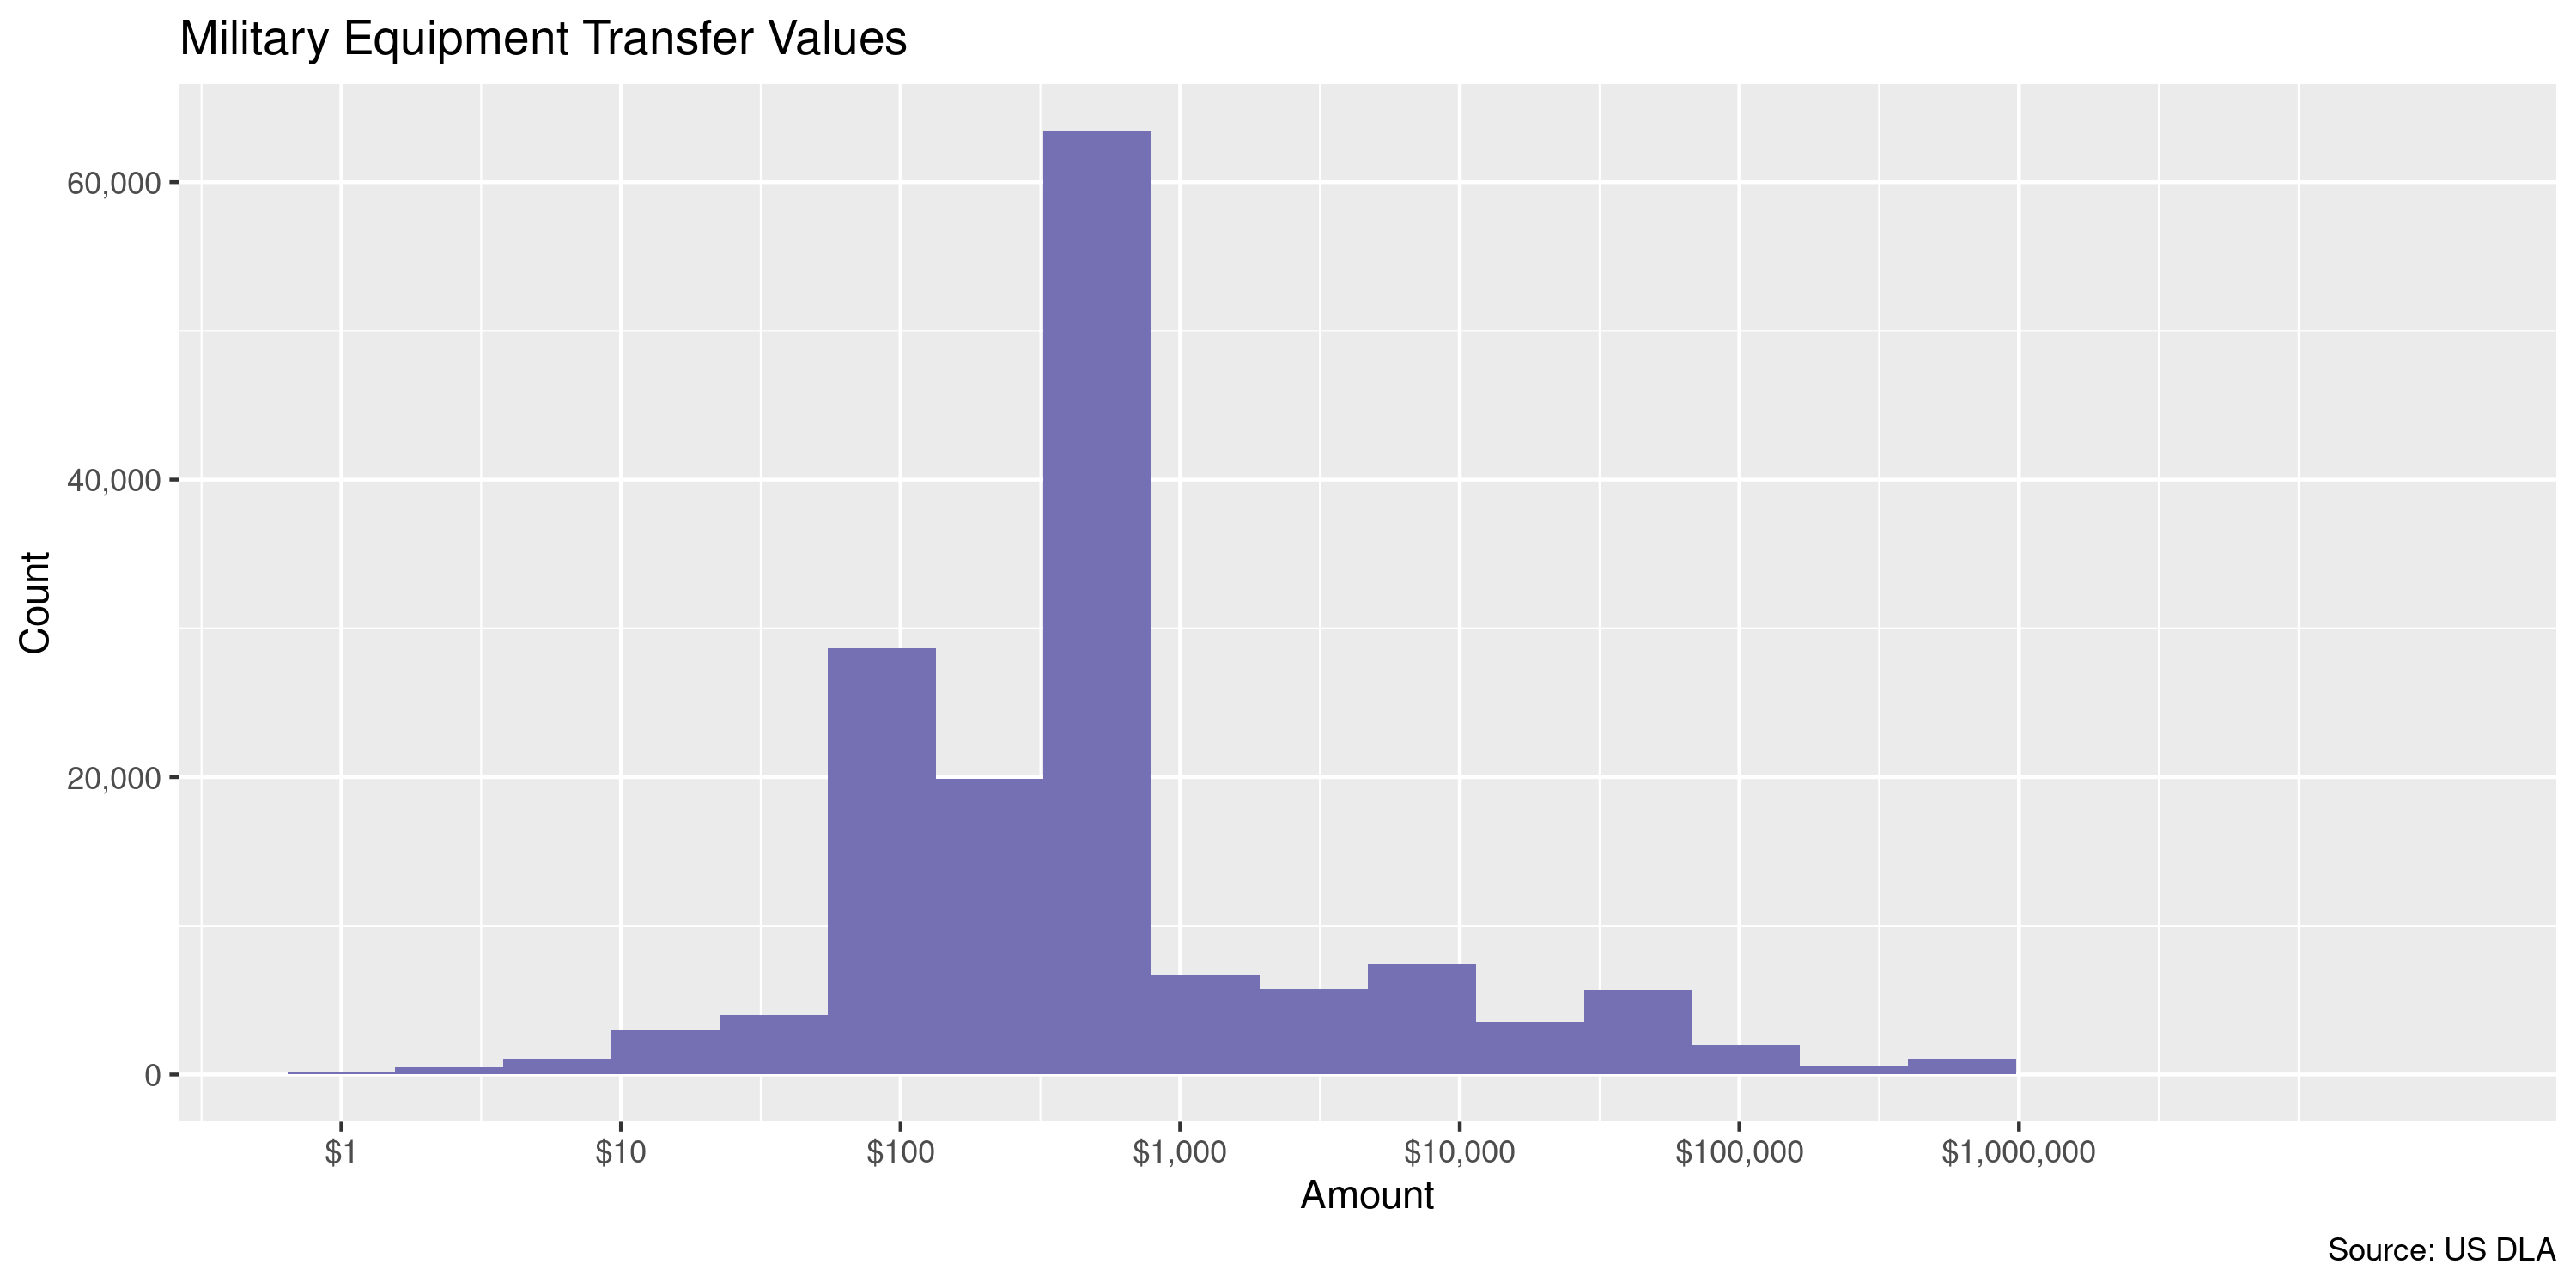 Military Equipment Transfer Values
60,000
40,000
20,000
0
Count
$1 $10 $100 $1,000 $10,000 $100,000 $1,000,000
Amount
Source: US DLA